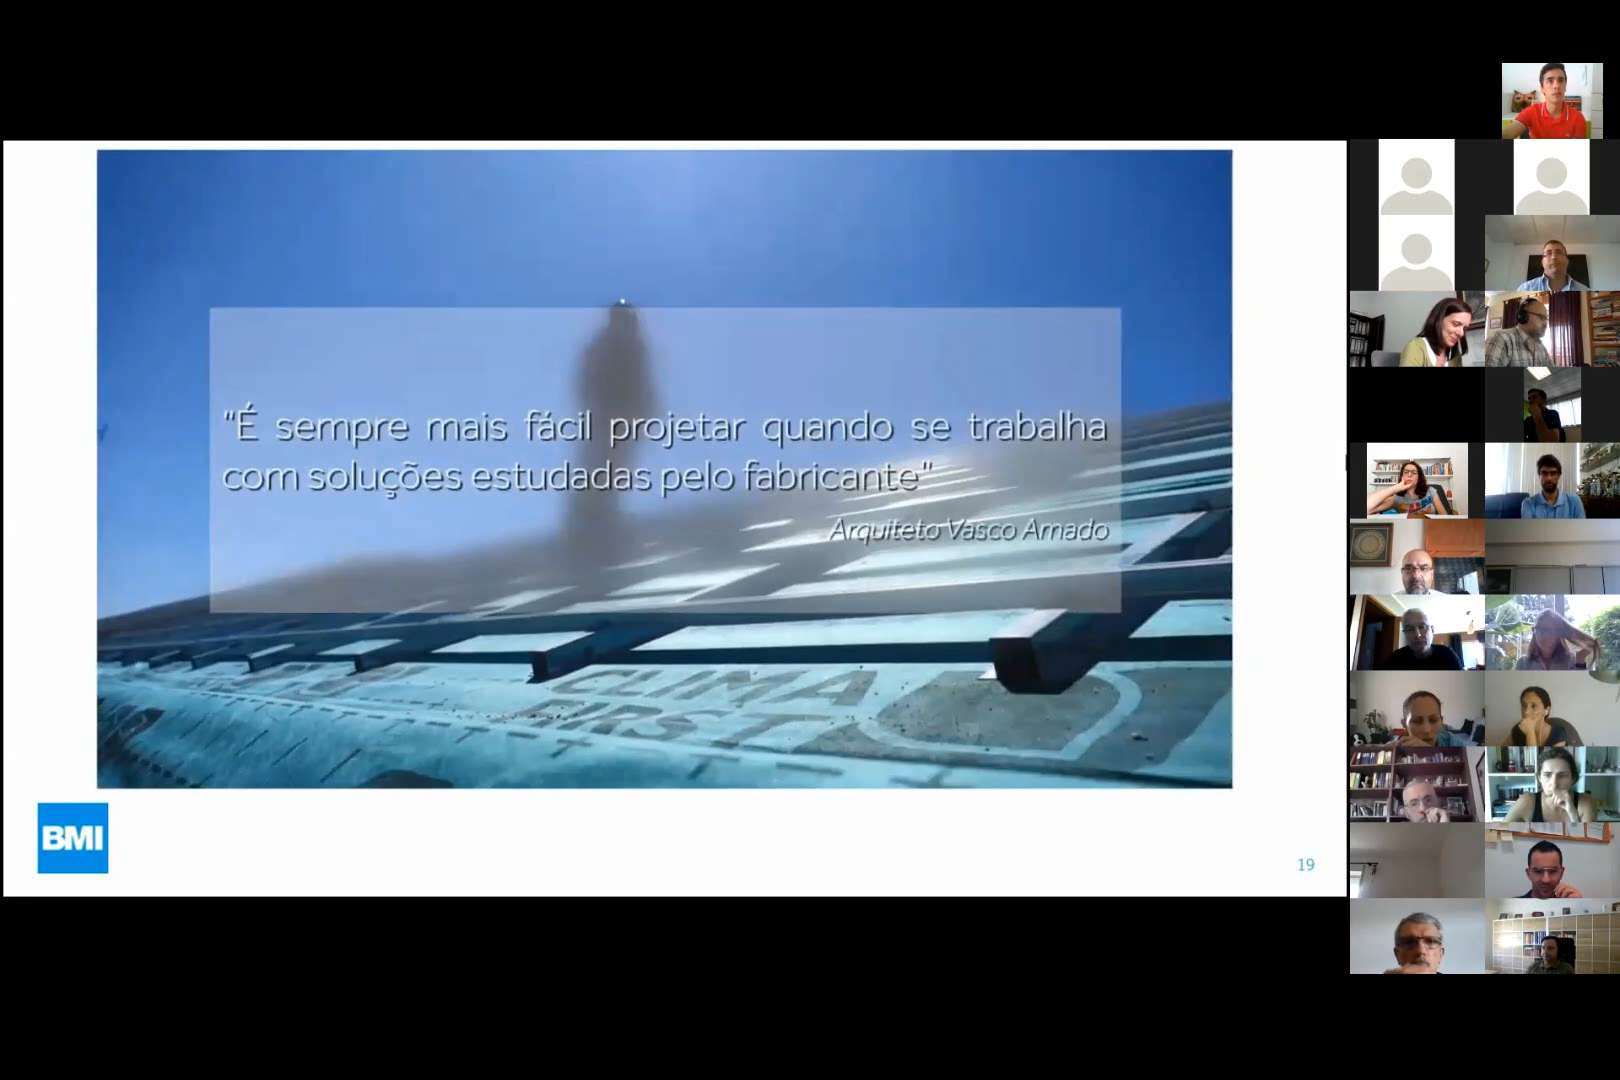 "É sempre mais fácil projetar quando se trabalha
com soluções estudadas pelo fabricante"
Arquiteto Vasco Amado
CLIMA
FIRST
BMI
19